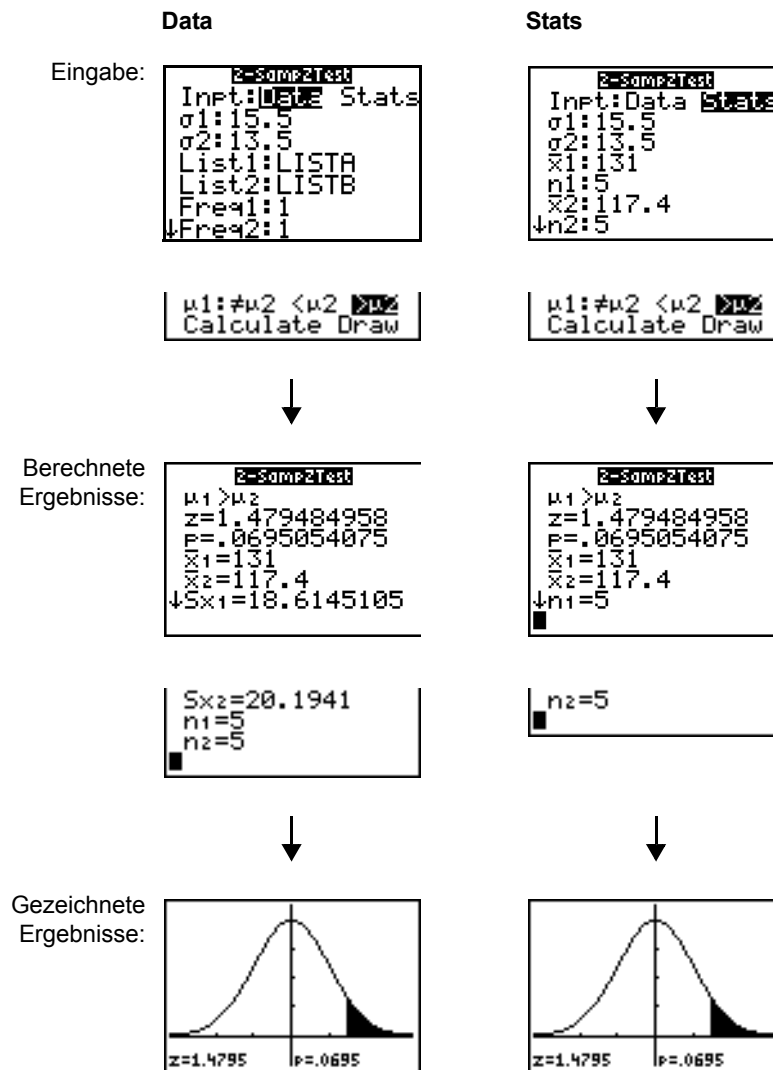 Data
Stats
Eingabe:
2-SampZTest
Inpt:Data Stats
σ1:15.5
σ2:13.5
List1:LISTA
List2:LISTB
Freq1:1
↓Freq2:1
μ1:≠μ2 <μ2 >μ2
Calculate Draw
2-SampZTest
Inpt:Data Stats
σ1:15.5
σ2:13.5
x̄1:131
n1:5
x̄2:117.4
↓n2:5
μ1:≠μ2 <μ2 >μ2
Calculate Draw
Berechnete
Ergebnisse:
2-SampZTest
μ1>μ2
z=1.479484958
p=.0695054075
x̄1=131
x̄2=117.4
↓Sx1=18.6145105
Sx2=20.1941
n1=5
n2=5
2-SampZTest
μ1>μ2
z=1.479484958
p=.0695054075
x̄1=131
x̄2=117.4
↓n1=5
n2=5
Gezeichnete
Ergebnisse:
z=1.4795 p=.0695
z=1.4795 p=.0695